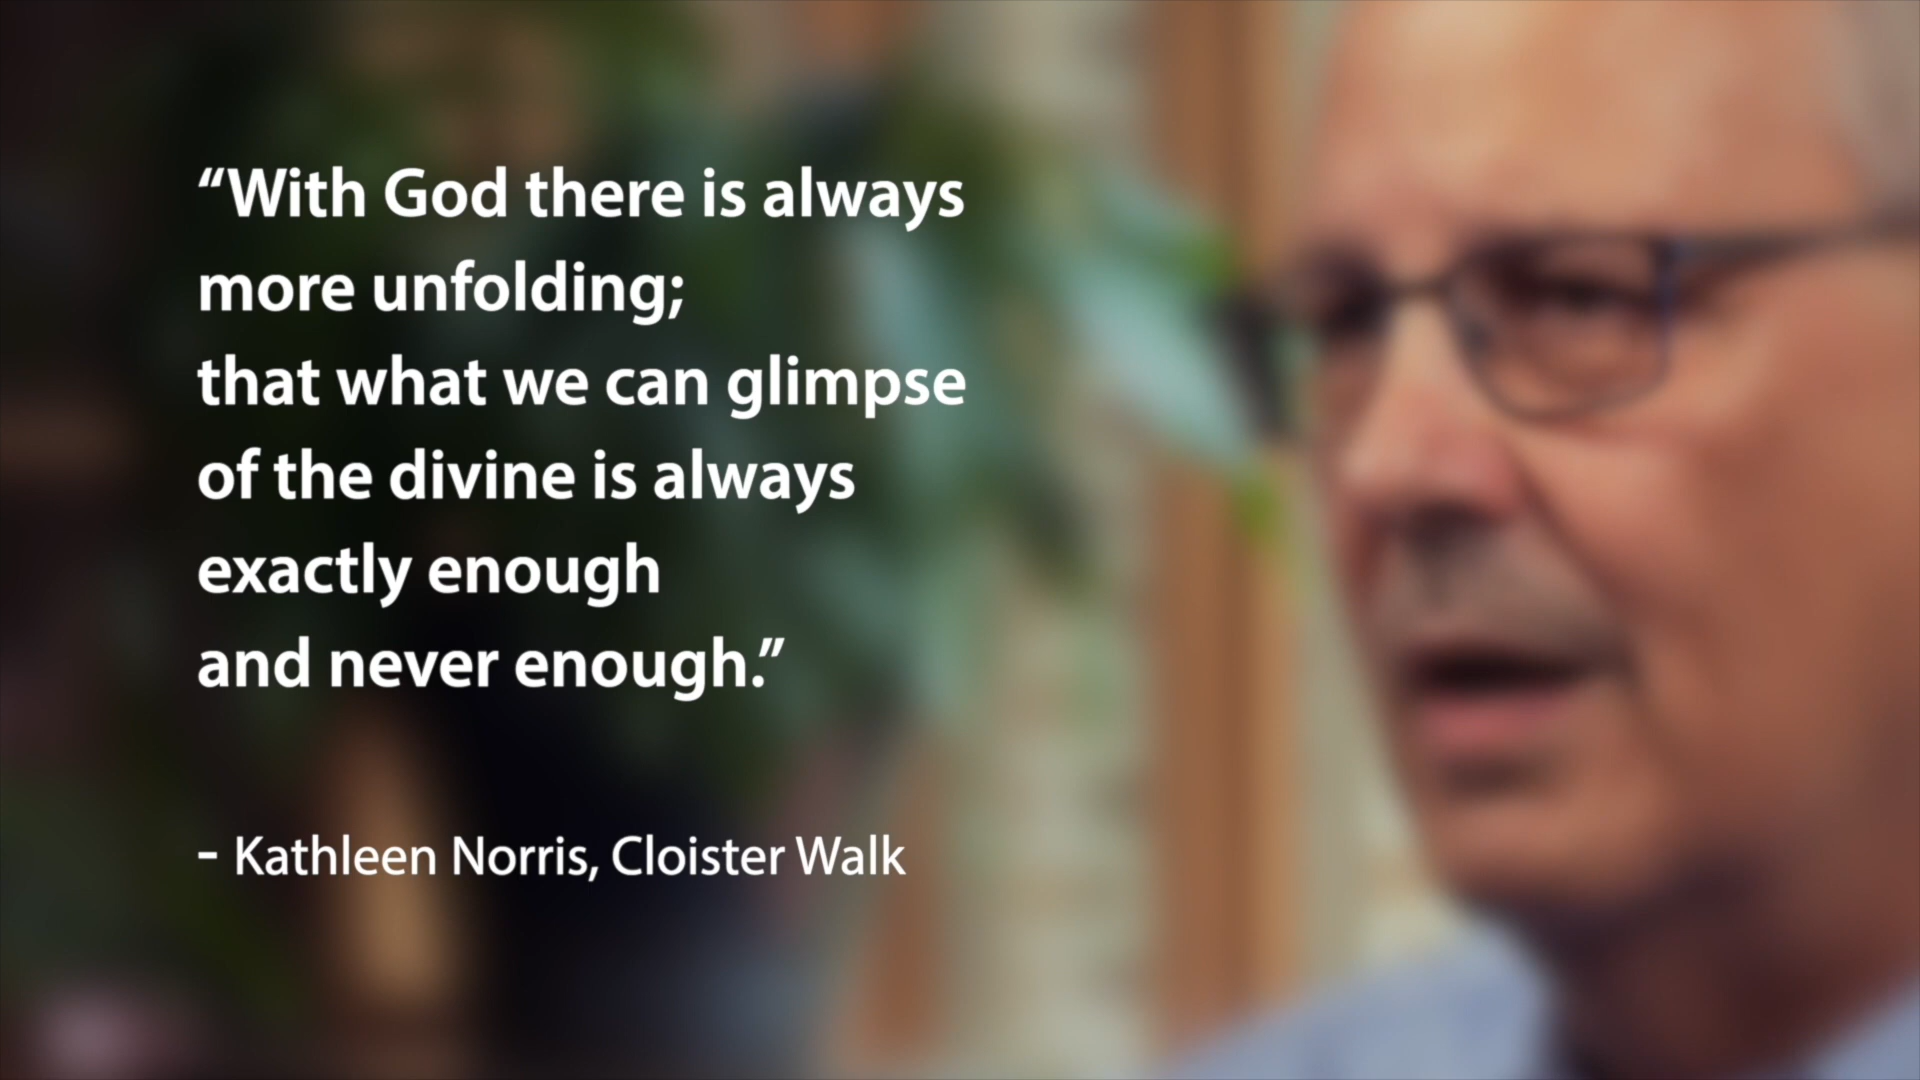 “With God there is always
more unfolding;
that what we can glimpse
of the divine is always
exactly enough
and never enough.”
- Kathleen Norris, Cloister Walk